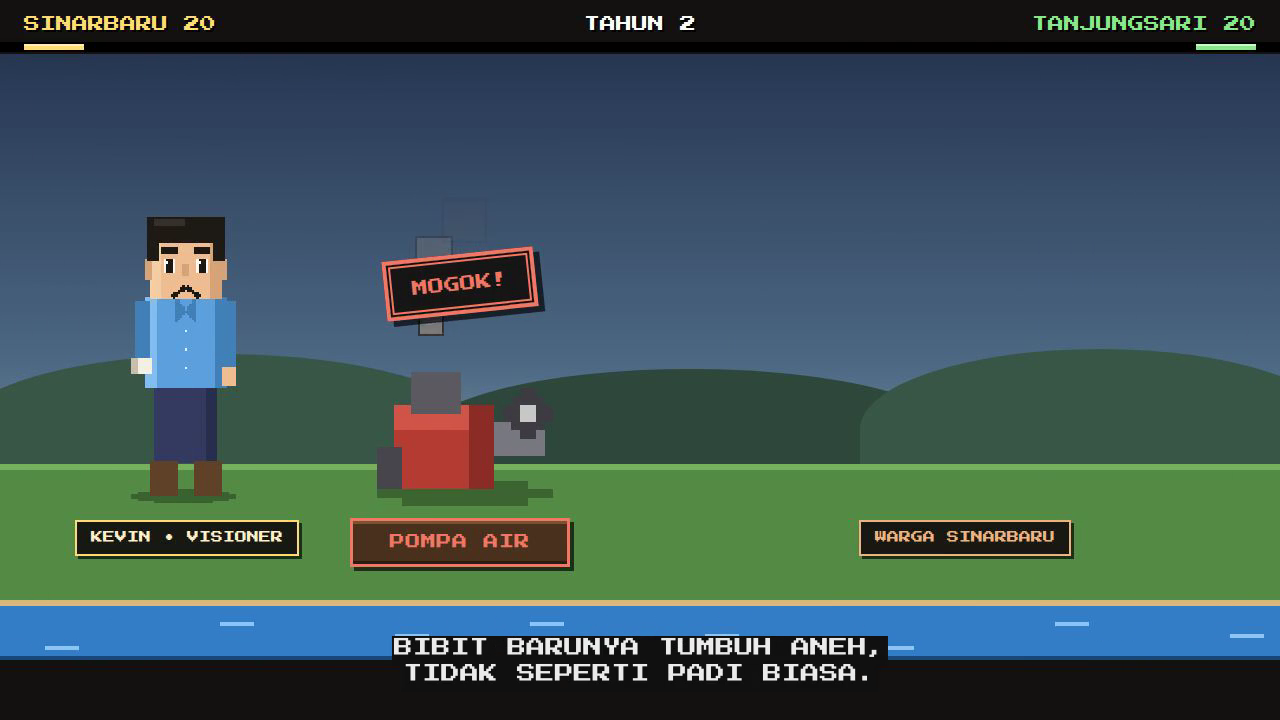 SINARBARU 20
TAHUN 2
TANJUNGSARI 20
MOGOK!
KEVIN • VISIONER
POMPA AIR
WARGA SINARBARU
BIBIT BARUNYA TUMBUH ANEH,
TIDAK SEPERTI PADI BIASA.